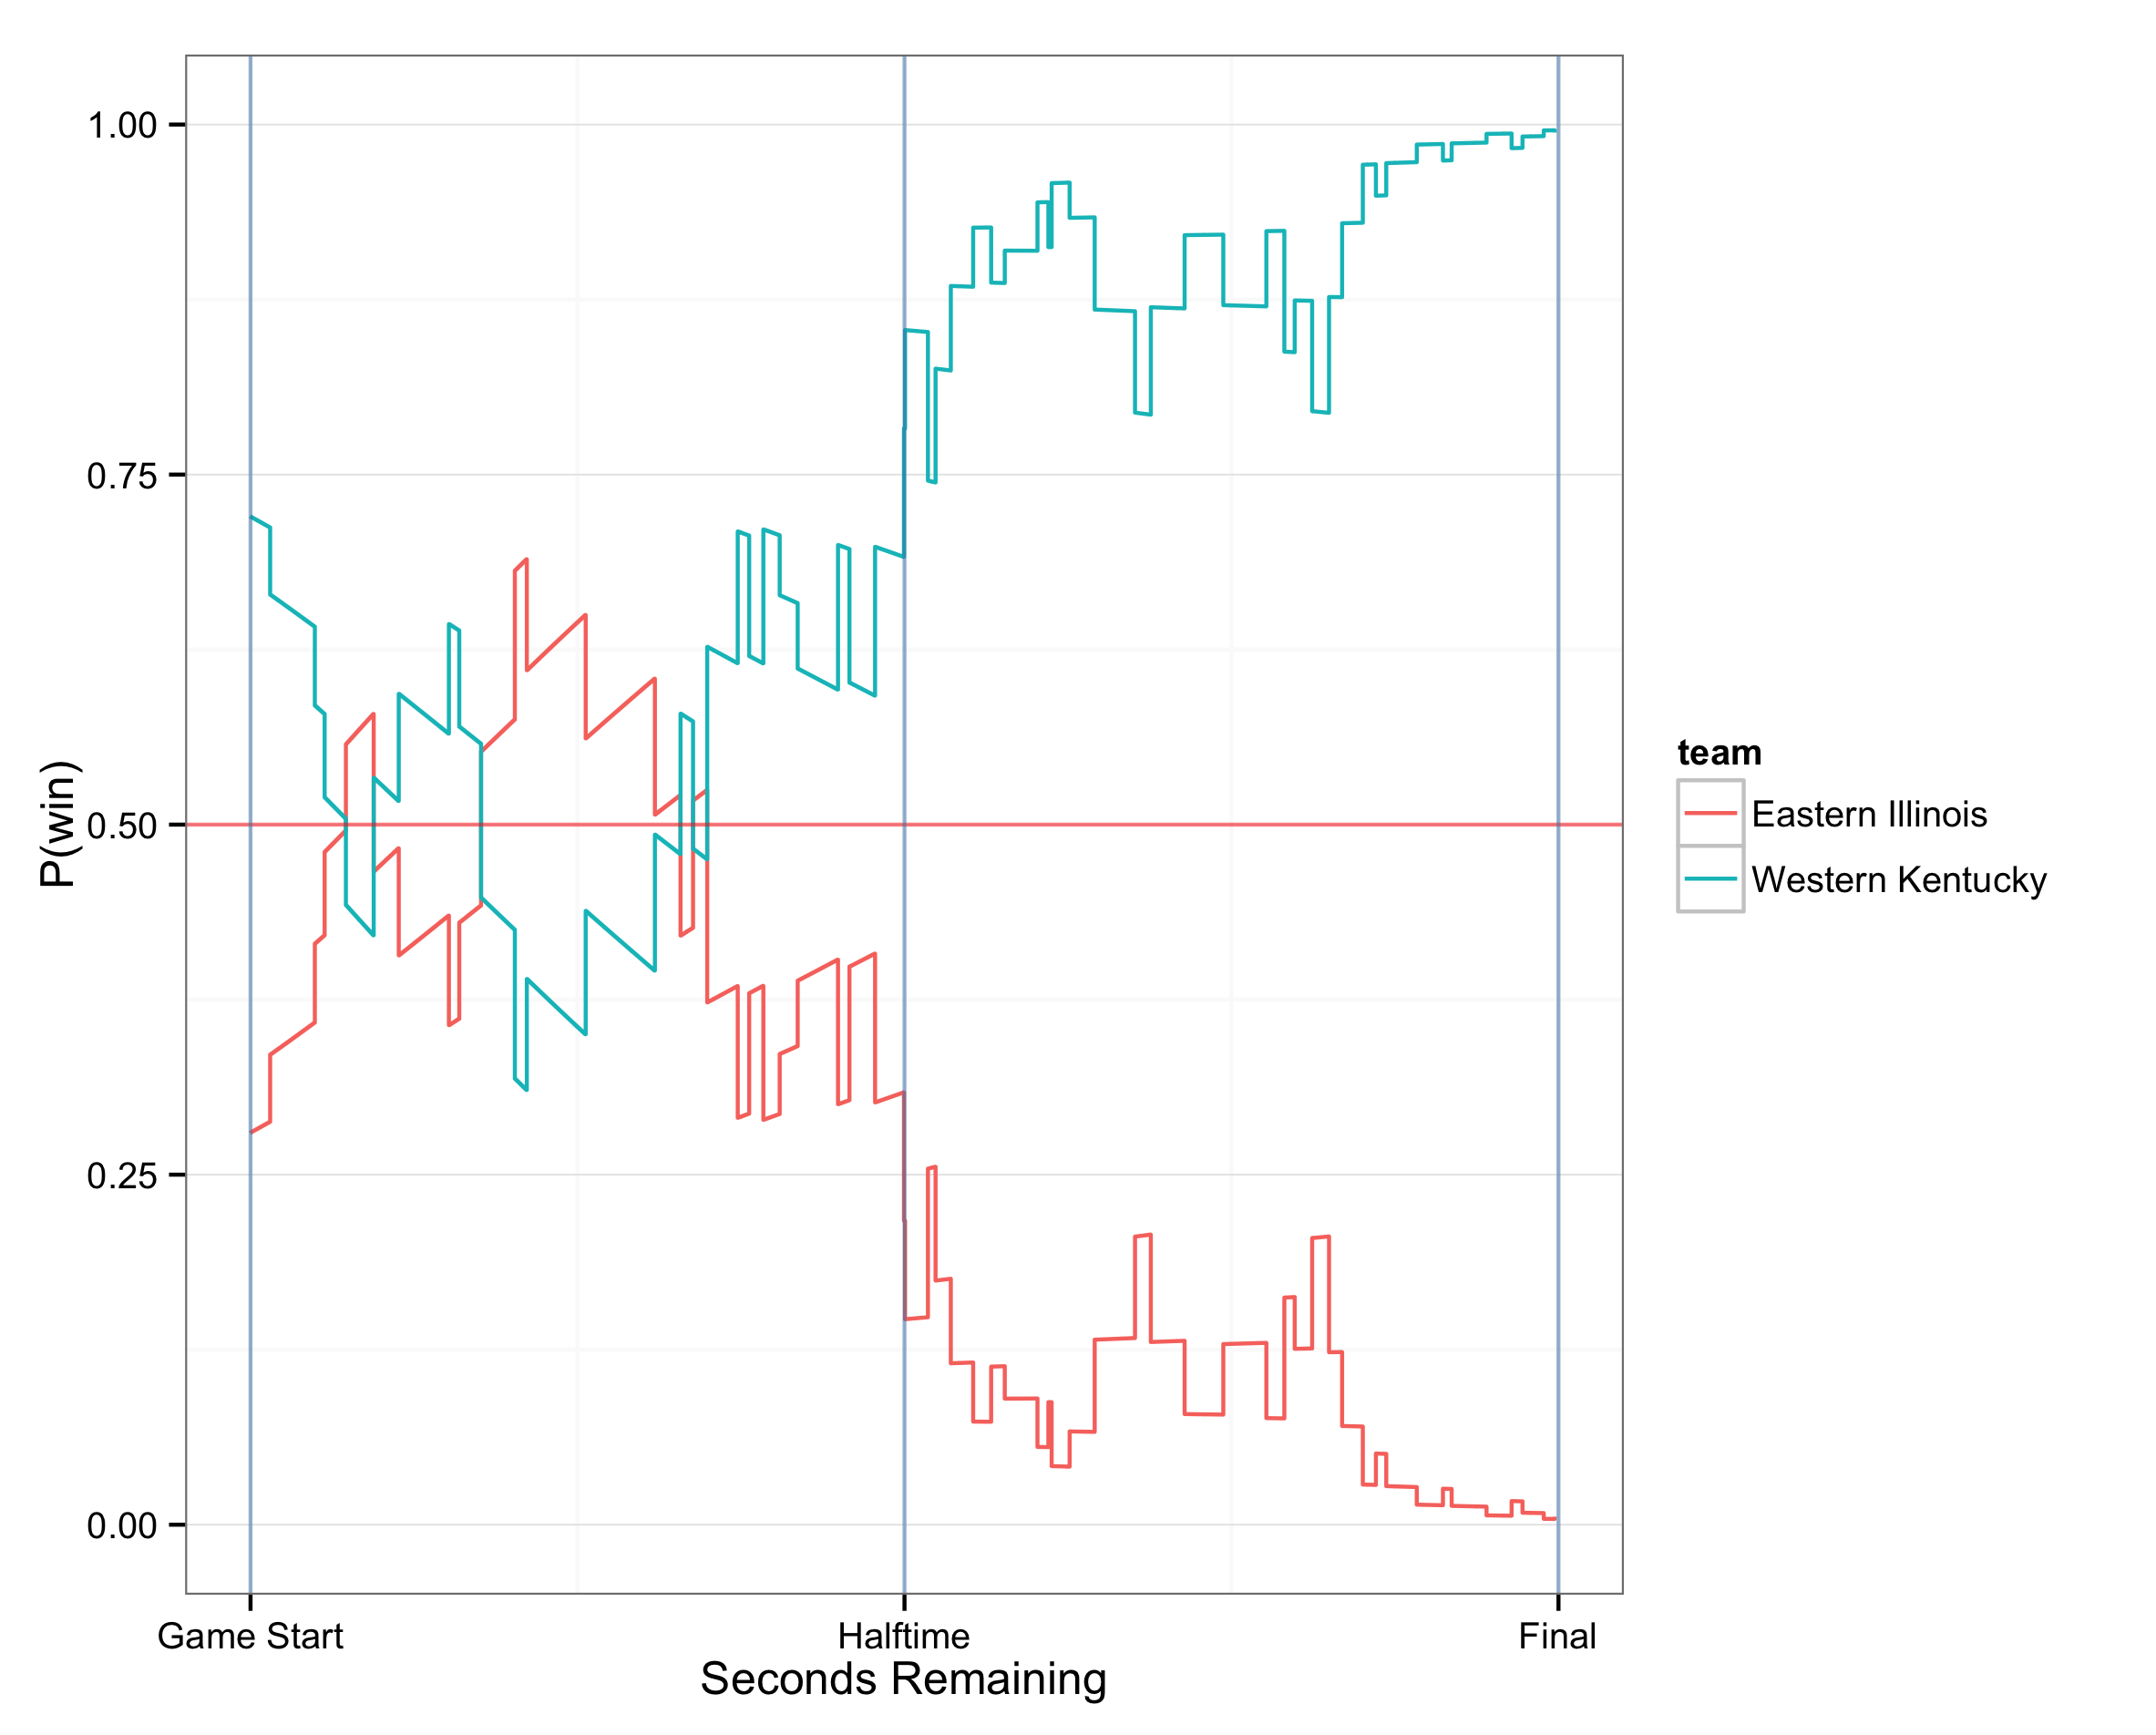 1.00
0.75
0.50
0.25
0.00
P(win)
Game Start
Halftime
Final
Seconds Remaining
team
Eastern Illinois
Western Kentucky